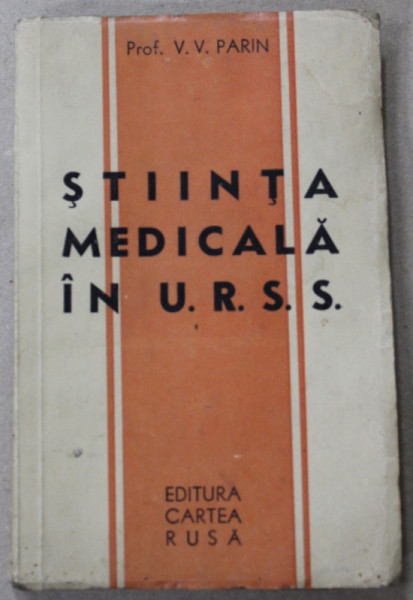 Prof. V. V. PARIN
ŞTIINŢA
MEDICALĂ
ÎN U.R.S.S.
EDITURA
CARTEA
RUSĂ